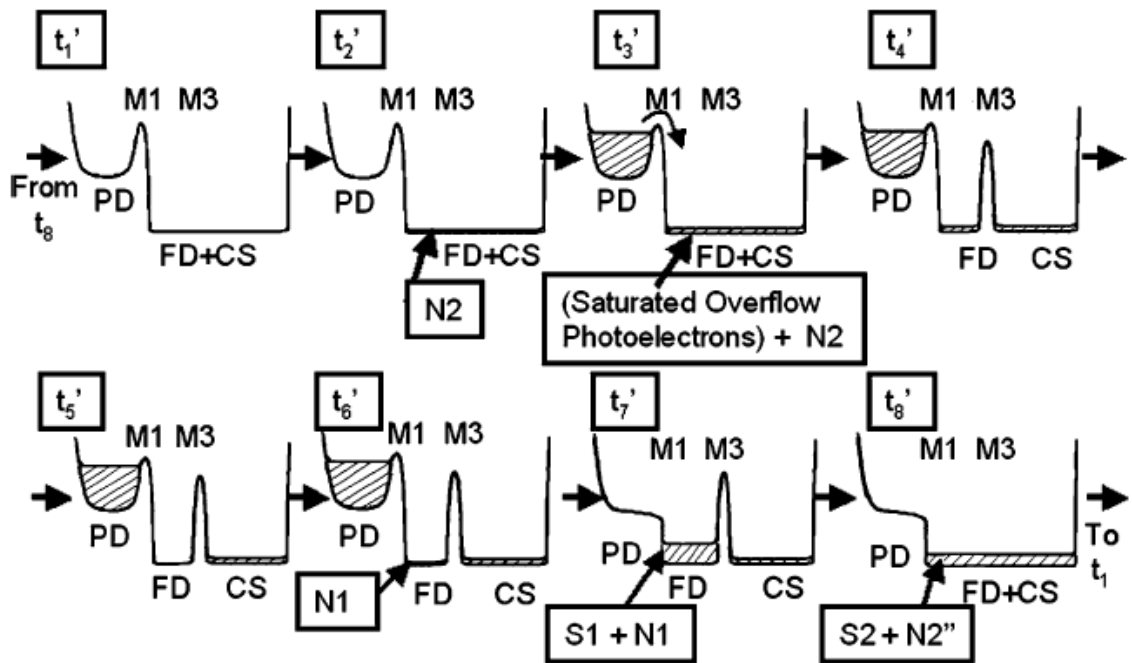 t1'
t2'
t3'
t4'
M1 M3
M1 M3
M1 M3
M1 M3
From
t8
PD
FD+CS
PD
FD+CS
PD
FD+CS
PD
FD
CS
N2
(Saturated Overflow
Photoelectrons) + N2
t5'
t6'
t7'
t8'
M1 M3
M1 M3
M1 M3
M1 M3
PD
FD
CS
PD
FD
CS
PD
FD
CS
PD
FD+CS
To
t1
N1
S1 + N1
S2 + N2”